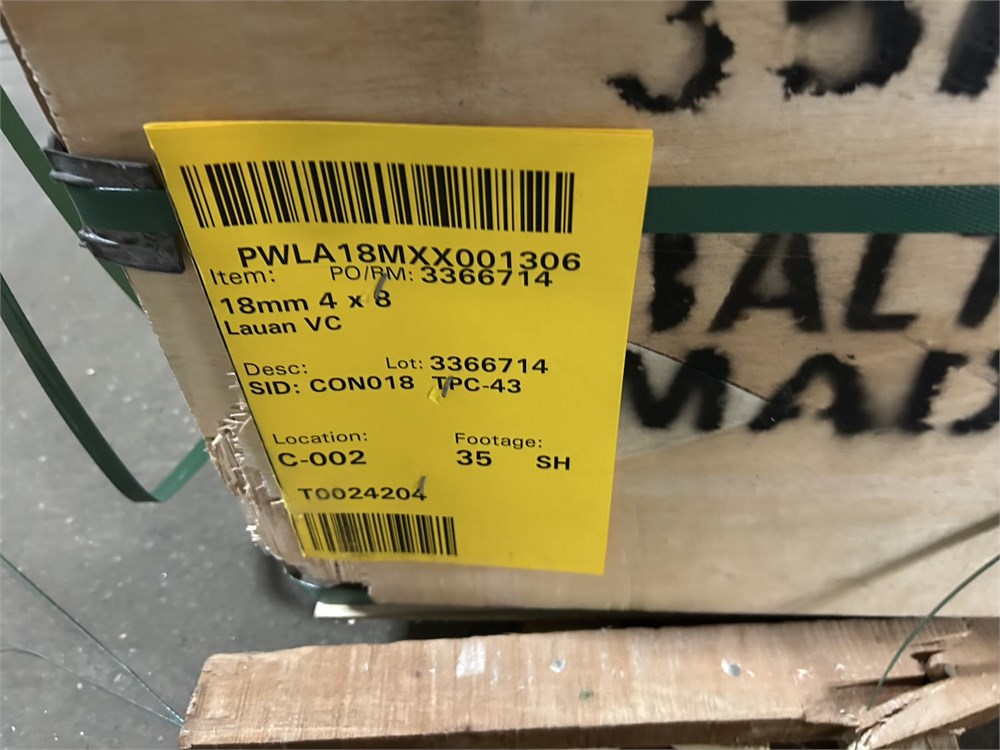 PWLA18MXX001306
Item: PO/RM: 3366714
18mm 4 x 8
Lauan VC
Desc: Lot: 3366714
SID: CON018 TPC-43
Location: Footage:
C-002 35 SH
T0024204